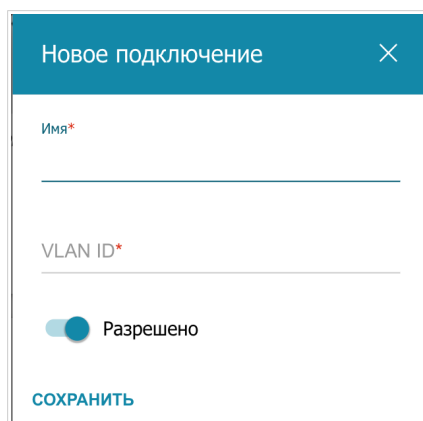 Новое подключение
Имя*
VLAN ID*
Разрешено
СОХРАНИТЬ